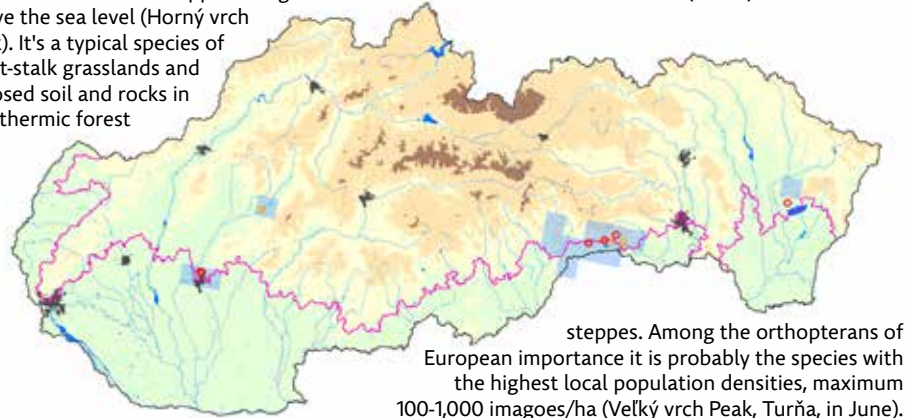 ve the sea level (Horný vrch
). It's a typical species of
t-stalk grasslands and
osed soil and rocks in
thermic forest
steppes. Among the orthopterans of
European importance it is probably the species with
the highest local population densities, maximum
100-1,000 imagoes/ha (Veľký vrch Peak, Turňa, in June).